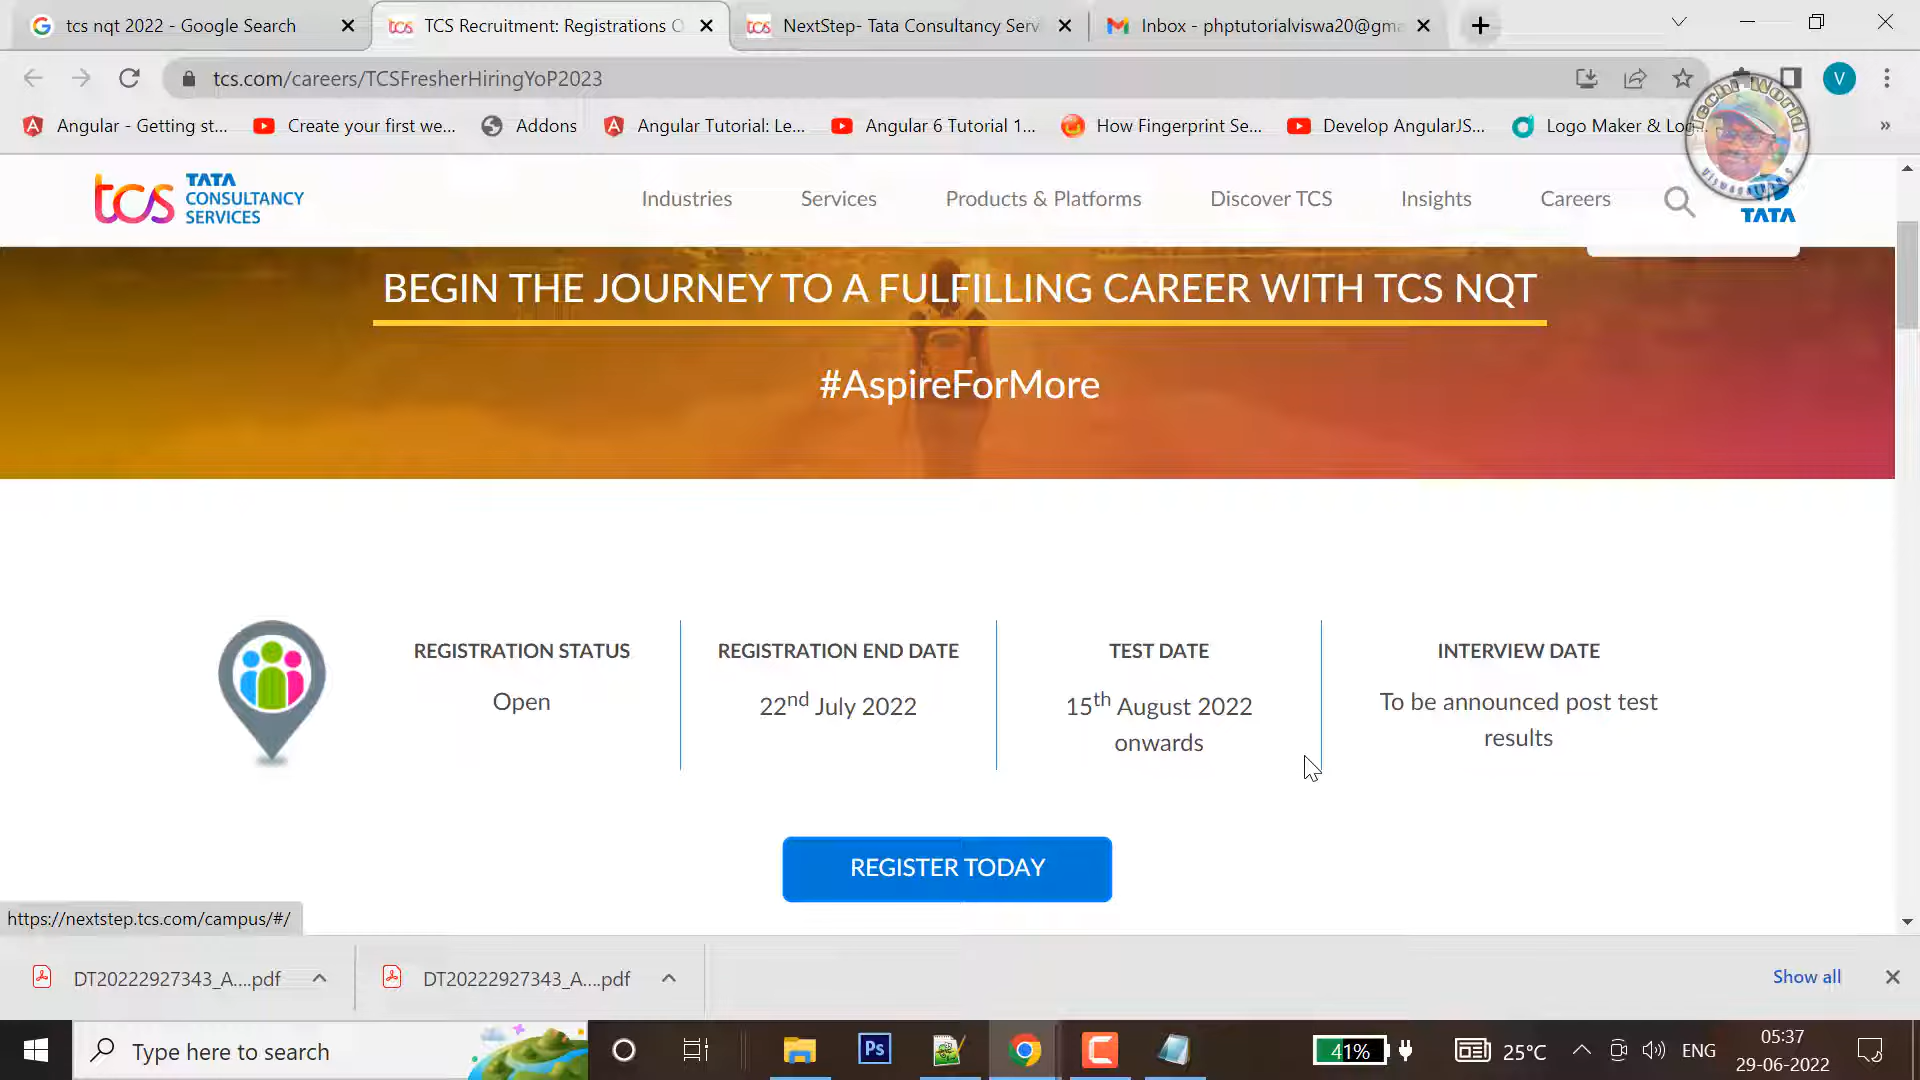 tcs nqt 2022 - Google Search
TCS Recruitment: Registrations O
NextStep- Tata Consultancy Serv
Inbox - phptutorialviswa20@gma
tcs.com/careers/TCSFresherHiringYoP2023
V
Angular - Getting st...
Create your first we...
Addons
Angular Tutorial: Le...
Angular 6 Tutorial 1...
How Fingerprint Se...
Develop AngularJS...
Logo Maker & Log
»
tcs TATA
CONSULTANCY
SERVICES
Industries
Services
Products & Platforms
Discover TCS
Insights
Careers
TATA
BEGIN THE JOURNEY TO A FULFILLING CAREER WITH TCS NQT
#AspireForMore
REGISTRATION STATUS
Open
REGISTRATION END DATE
22nd July 2022
TEST DATE
15th August 2022
onwards
INTERVIEW DATE
To be announced post test
results
REGISTER TODAY
https://nextstep.tcs.com/campus/#/
DT20222927343_A....pdf
DT20222927343_A....pdf
Show all
Type here to search
Ps
41%
25°C
ENG
05:37
29-06-2022